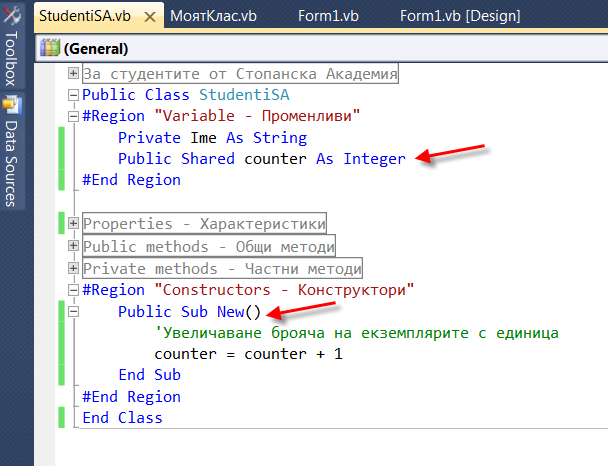 StudentiSA.vb МоятКлас.vb Form1.vb Form1.vb [Design]
Toolbox
Data Sources
(General)
За студентите от Стопанска Академия
Public Class StudentiSA
#Region "Variable - Променливи"
Private Ime As String
Public Shared counter As Integer
#End Region
Properties - Характеристики
Public methods - Общи методи
Private methods - Частни методи
#Region "Constructors - Конструктори"
Public Sub New()
'Увеличаване брояча на екземплярите с единица
counter = counter + 1
End Sub
#End Region
End Class